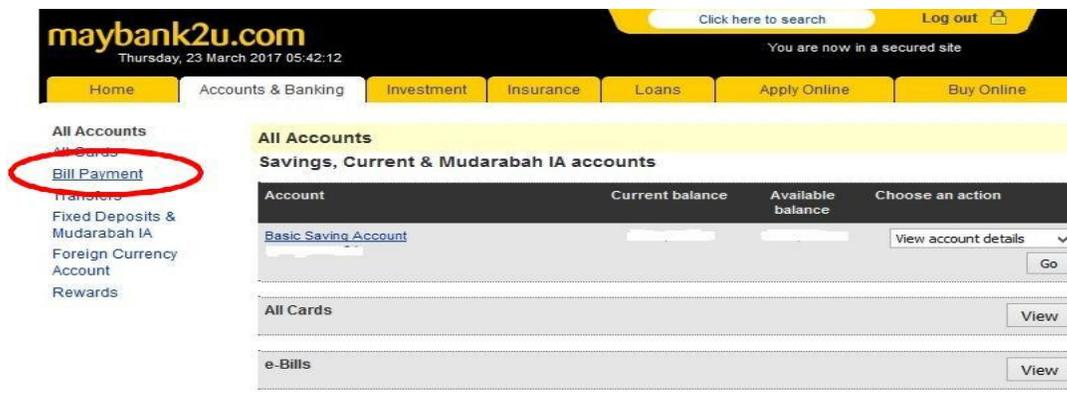 maybank2u.com
Thursday, 23 March 2017 05:42:12
Click here to search
Log out
You are now in a secured site
Home
Accounts & Banking
Investment
Insurance
Loans
Apply Online
Buy Online
All Accounts
All Cards
Bill Payment
Transfers
Fixed Deposits &
Mudarabah IA
Foreign Currency
Account
Rewards
All Accounts
Savings, Current & Mudarabah IA accounts
Account
Current balance
Available
balance
Choose an action
Basic Saving Account
View account details
Go
All Cards
View
e-Bills
View